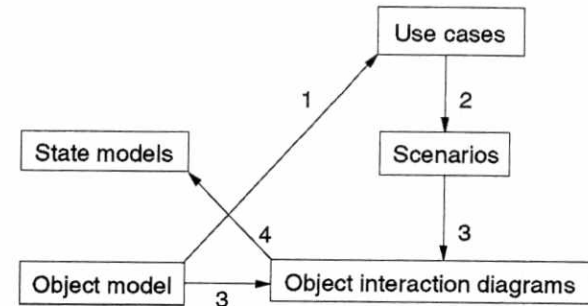 Use cases
1
2
State models
Scenarios
4
3
Object model
3
Object interaction diagrams